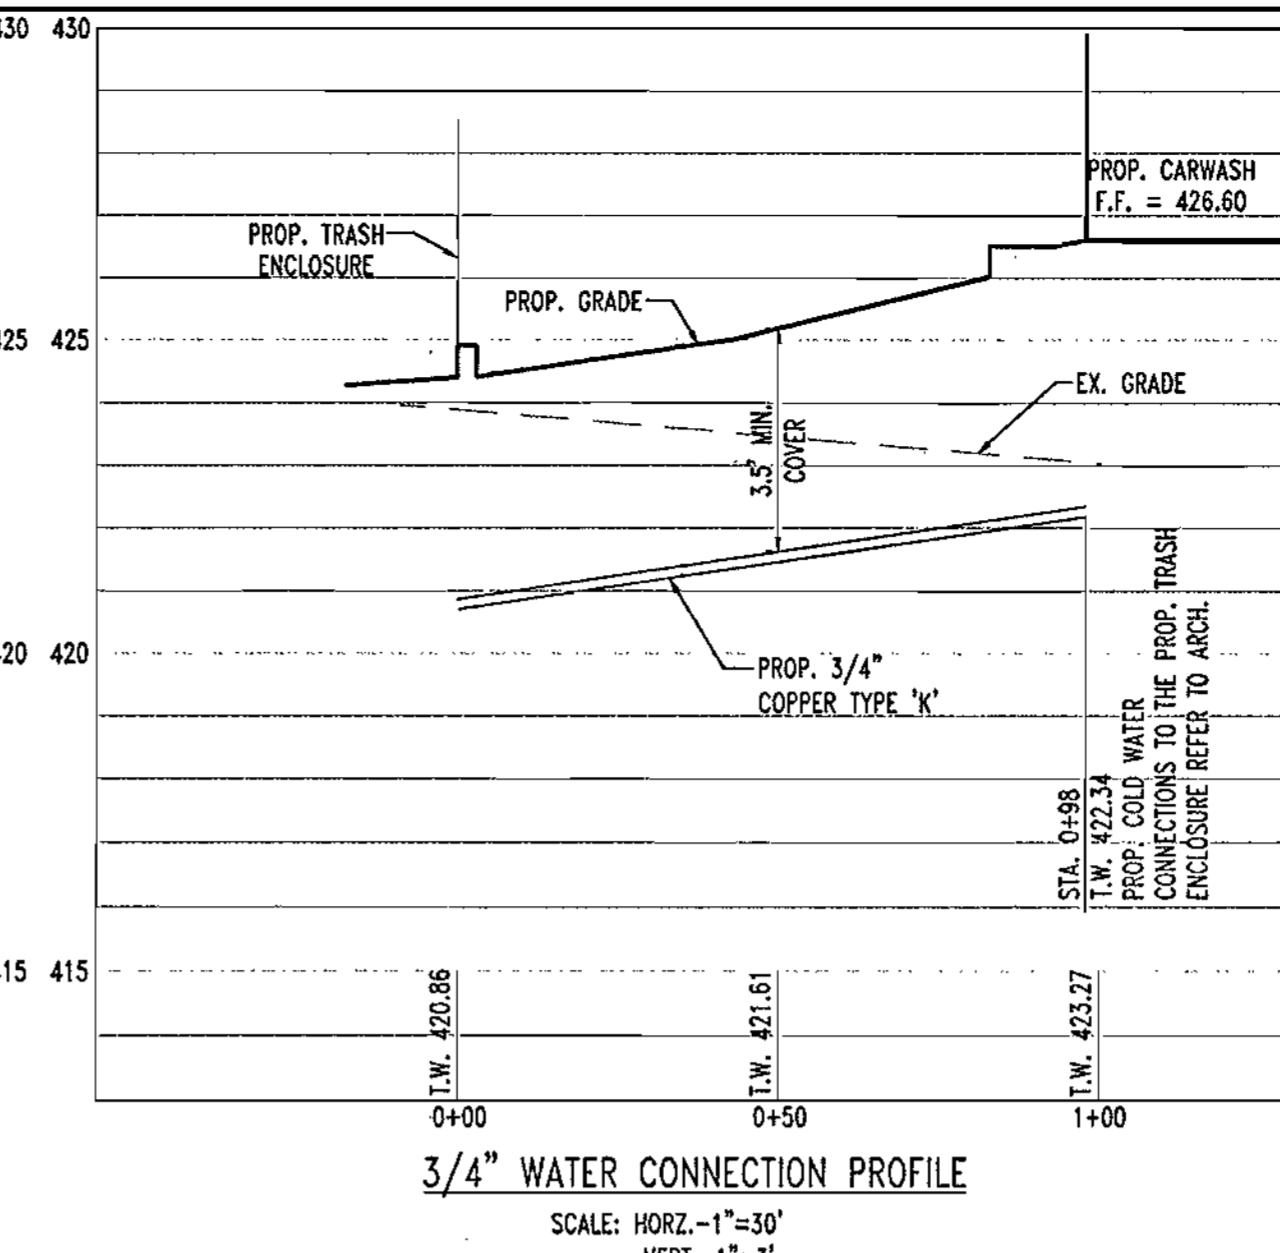 430 430
PROP. CARWASH
F.F. = 426.60
PROP. TRASH
ENCLOSURE
PROP. GRADE
425
EX. GRADE
3.5' MIN.
COVER
420
PROP. 3/4"
COPPER TYPE 'K'
STA. 0+98
T.W. 422.34
PROP. COLD WATER
CONNECTIONS TO THE PROP. TRASH
ENCLOSURE REFER TO ARCH.
415
T.W. 420.86
T.W. 421.61
T.W. 423.27
0+00 0+50 1+00
3/4" WATER CONNECTION PROFILE
SCALE: HORZ.-1"=30'